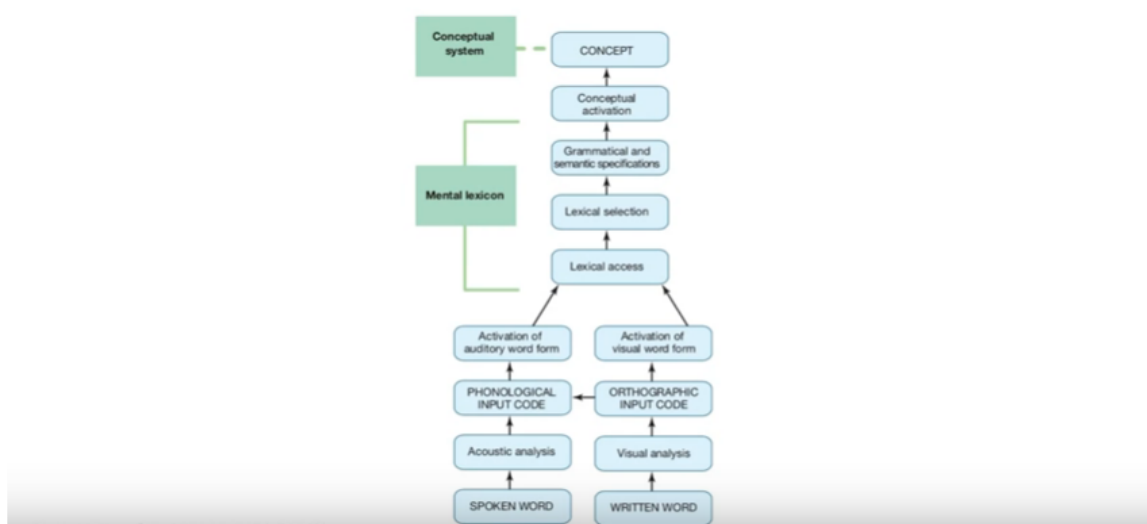 Conceptual
system
CONCEPT
Conceptual
activation
Grammatical and
semantic specifications
Mental lexicon
Lexical selection
Lexical access
Activation of
auditory word form
Activation of
visual word form
PHONOLOGICAL
INPUT CODE
ORTHOGRAPHIC
INPUT CODE
Acoustic analysis
Visual analysis
SPOKEN WORD
WRITTEN WORD